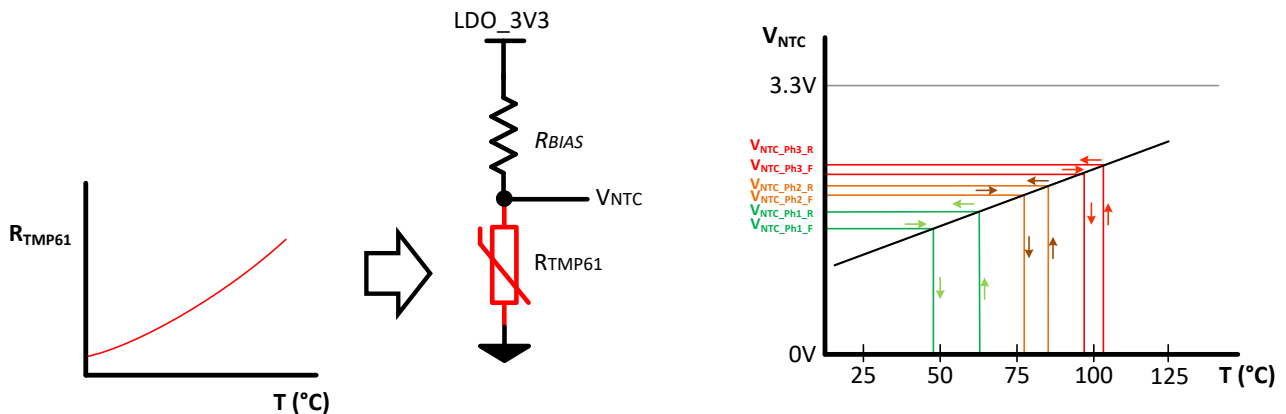 LDO_3V3
RBIAS
VNTC
RTMP61
RTMP61
T (°C)
VNTC
3.3V
VNTC_Ph3_R
VNTC_Ph3_F
VNTC_Ph2_R
VNTC_Ph2_F
VNTC_Ph1_R
VNTC_Ph1_F
0V
25 50 75 100 125 T (°C)